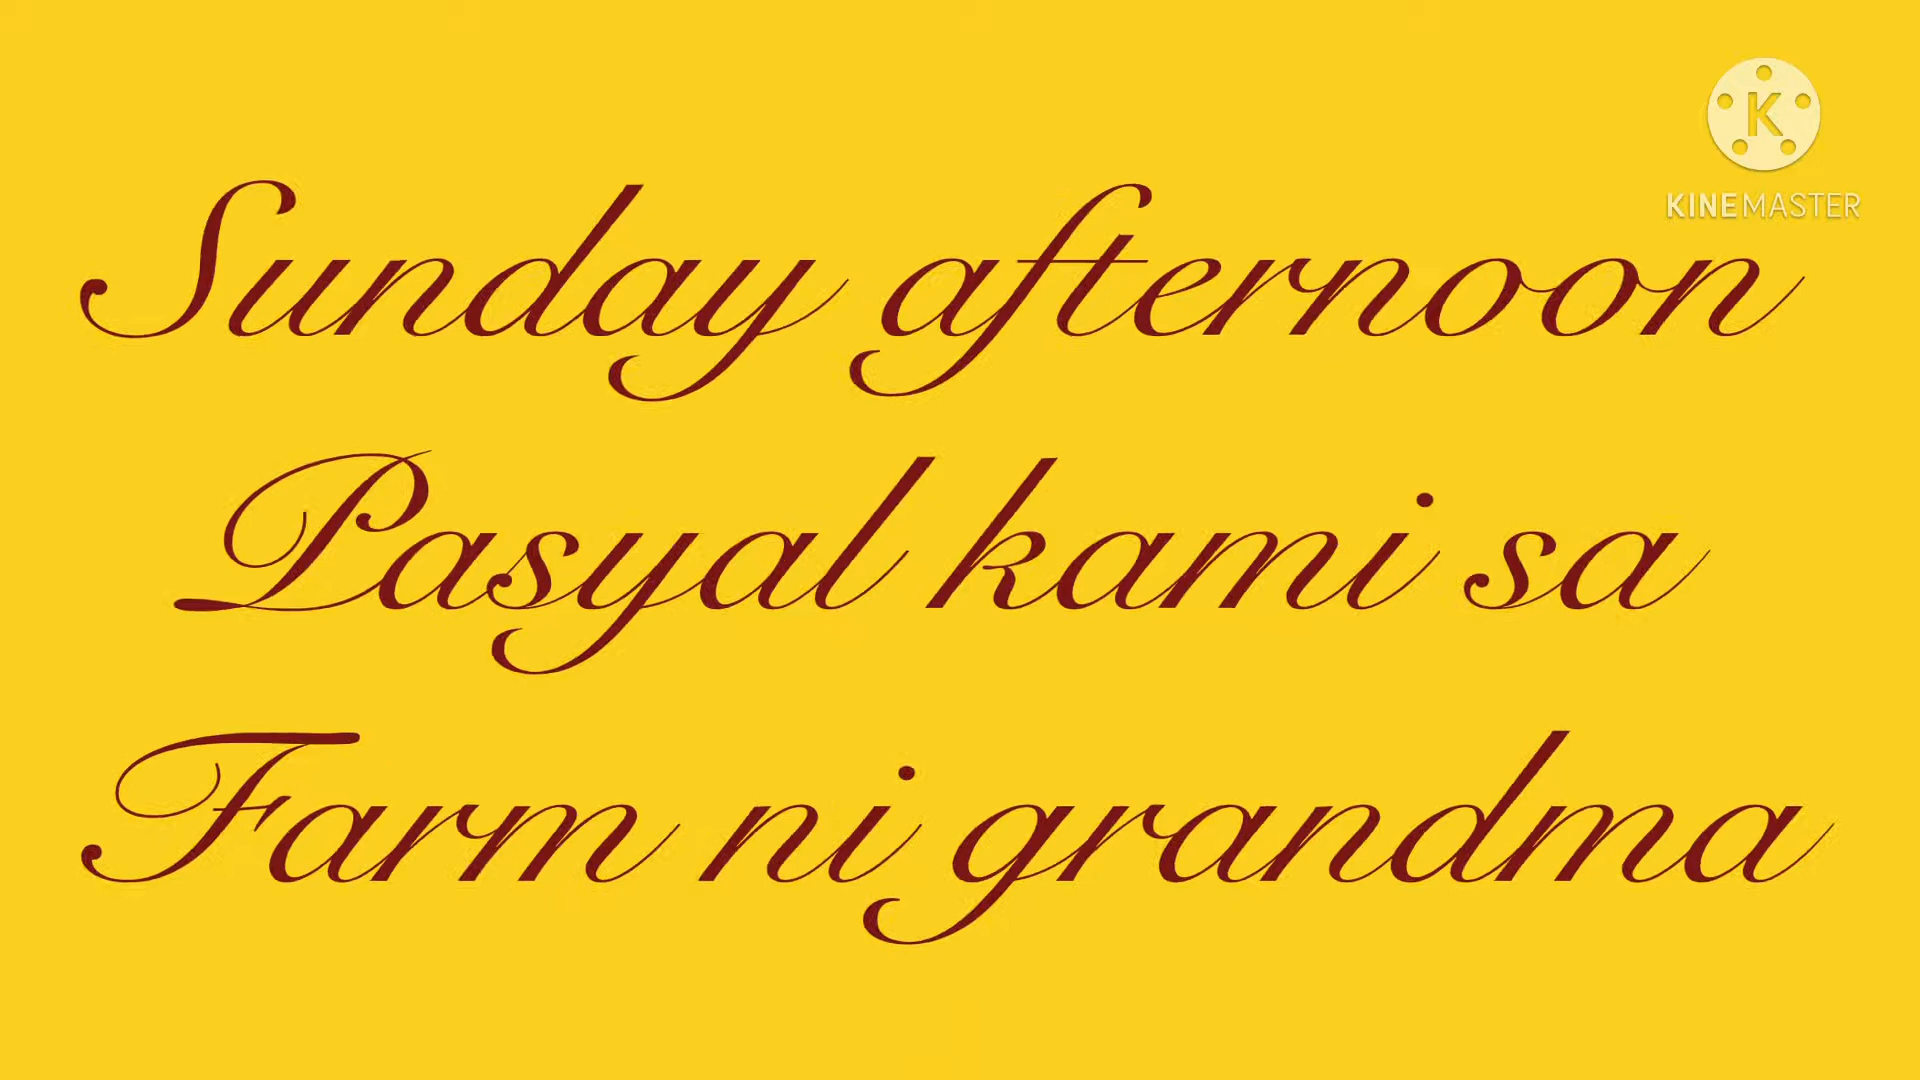 K
KINEMASTER
Sunday afternoon
Pasyal kami sa
Farm ni grandma